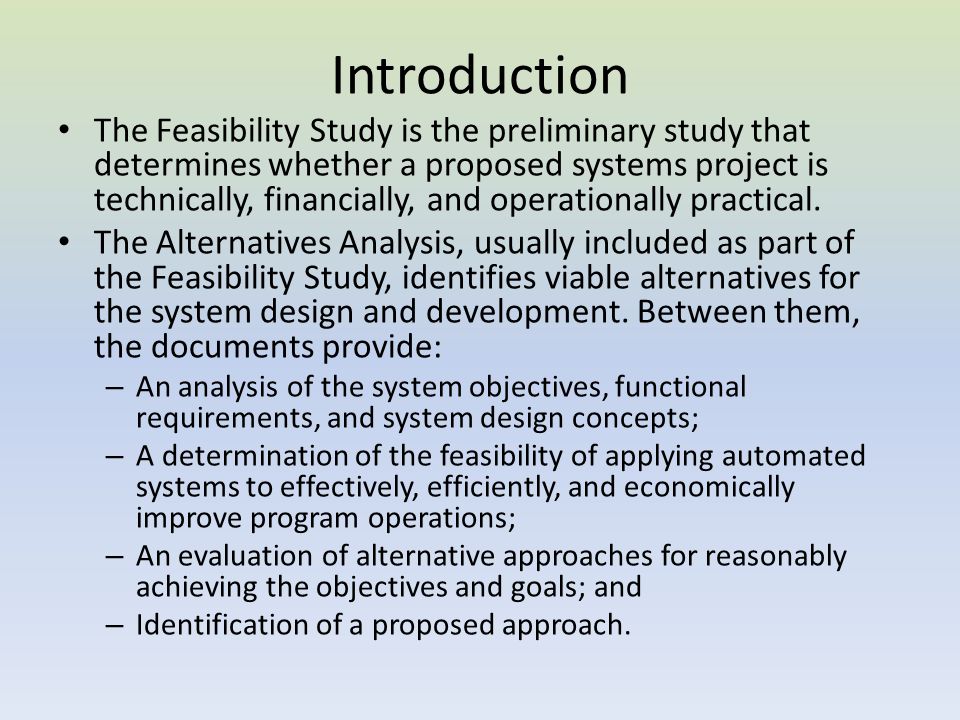 Introduction
• The Feasibility Study is the preliminary study that
determines whether a proposed systems project is
technically, financially, and operationally practical.
• The Alternatives Analysis, usually included as part of
the Feasibility Study, identifies viable alternatives for
the system design and development. Between them,
the documents provide:
– An analysis of the system objectives, functional
requirements, and system design concepts;
– A determination of the feasibility of applying automated
systems to effectively, efficiently, and economically
improve program operations;
– An evaluation of alternative approaches for reasonably
achieving the objectives and goals; and
– Identification of a proposed approach.